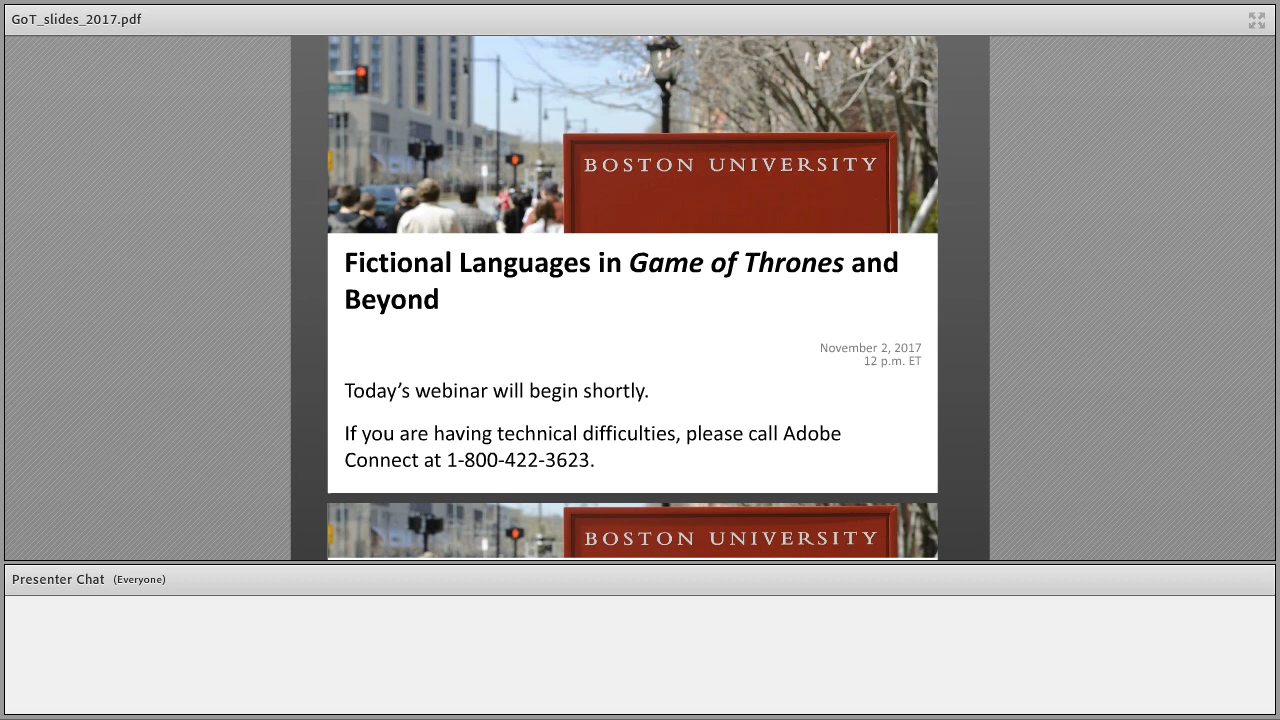 GoT_slides_2017.pdf
BOSTON UNIVERSITY
Fictional Languages in Game of Thrones and
Beyond
November 2, 2017
12 p.m. ET
Today’s webinar will begin shortly.
If you are having technical difficulties, please call Adobe
Connect at 1-800-422-3623.
BOSTON UNIVERSITY
Presenter Chat (Everyone)